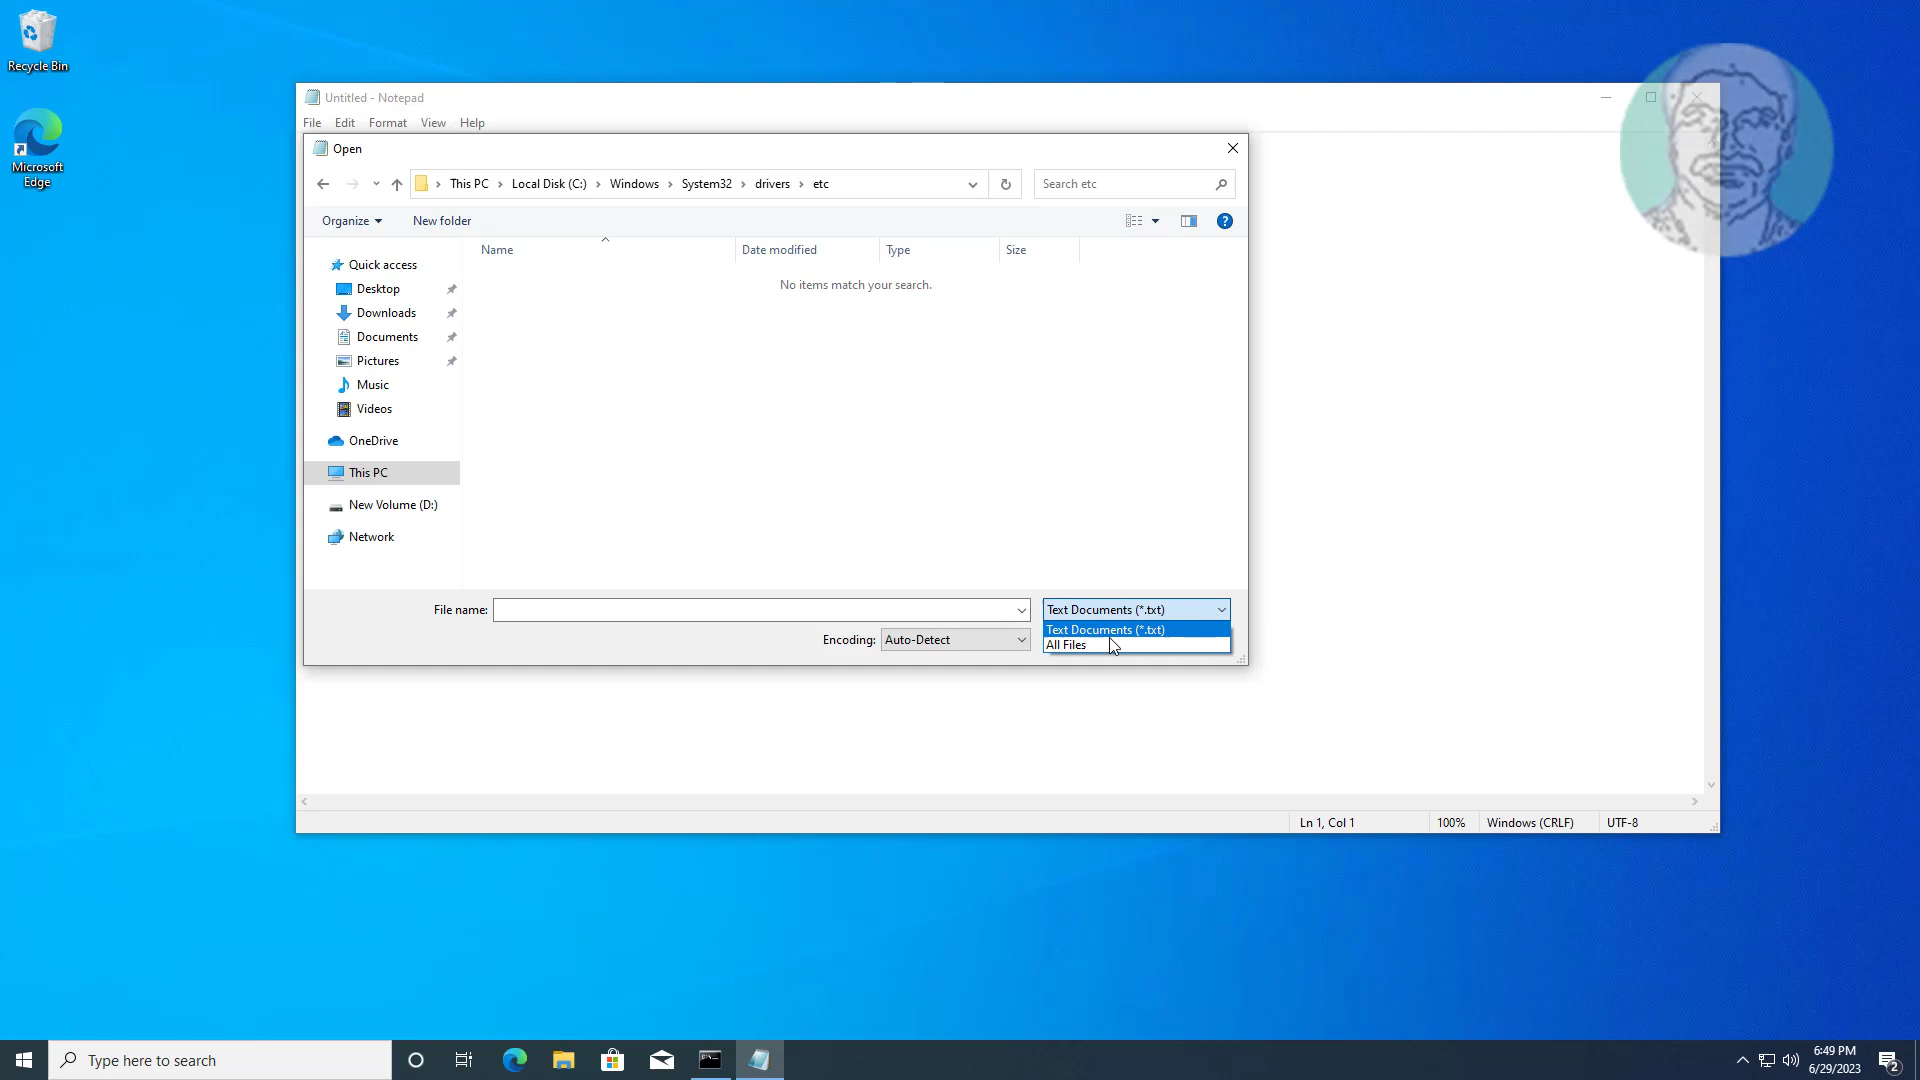 Recycle Bin
Microsoft
Edge
Untitled - Notepad
File Edit Format View Help
Open
This PC Local Disk (C:) Windows System32 drivers etc
Search etc
Organize New folder
Name Date modified Type Size
No items match your search.
Quick access
Desktop
Downloads
Documents
Pictures
Music
Videos
OneDrive
This PC
New Volume (D:)
Network
File name: Text Documents (*.txt)
Text Documents (*.txt)
Encoding: Auto-Detect All Files
Ln 1, Col 1 100% Windows (CRLF) UTF-8
Type here to search
6:49 PM
6/29/2023
2